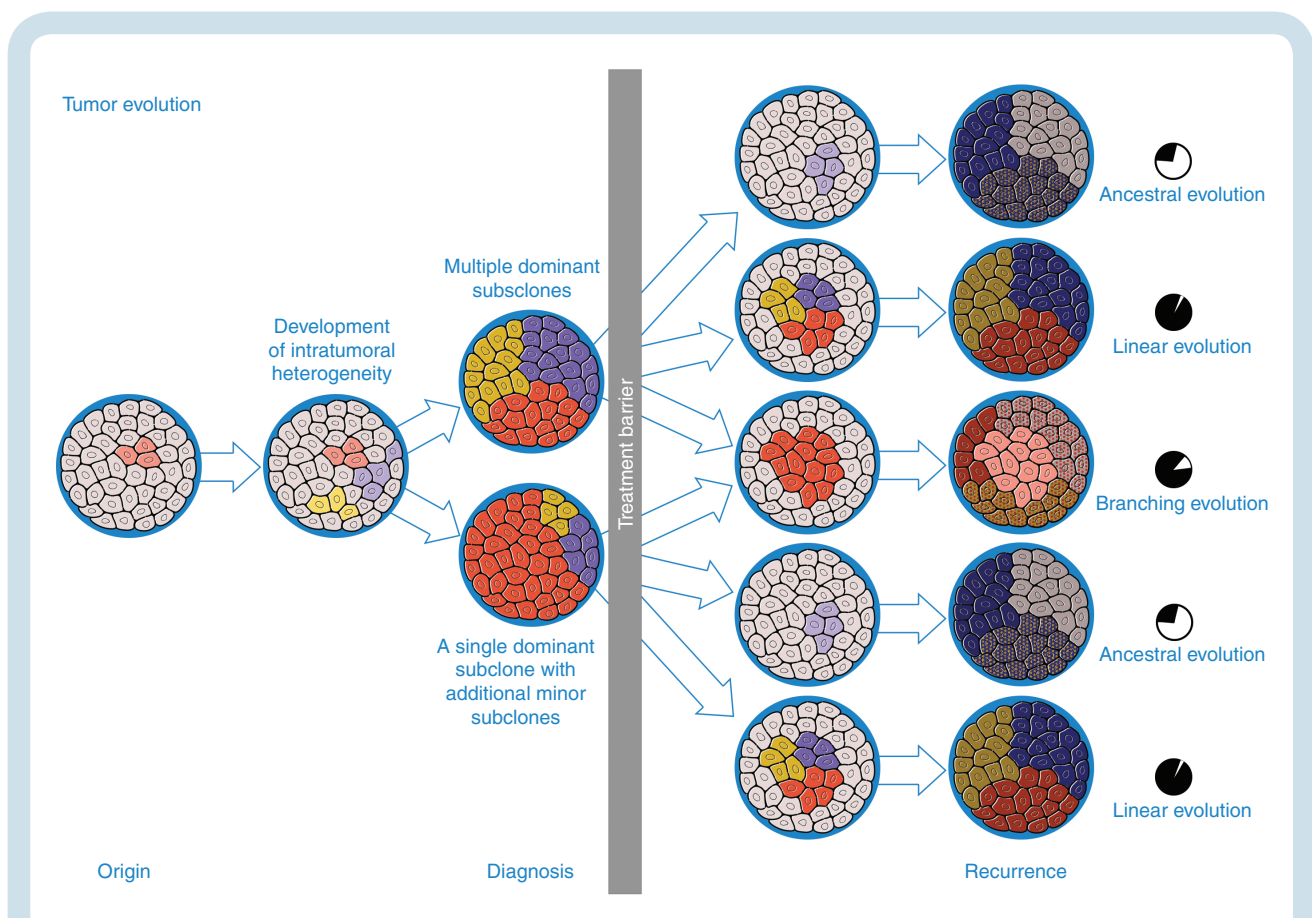 Tumor evolution
Multiple dominant
subsclones
Development
of intratumoral
heterogeneity
A single dominant
subclone with
additional minor
subclones
Treatment barrier
Ancestral evolution
Linear evolution
Branching evolution
Ancestral evolution
Linear evolution
Origin
Diagnosis
Recurrence